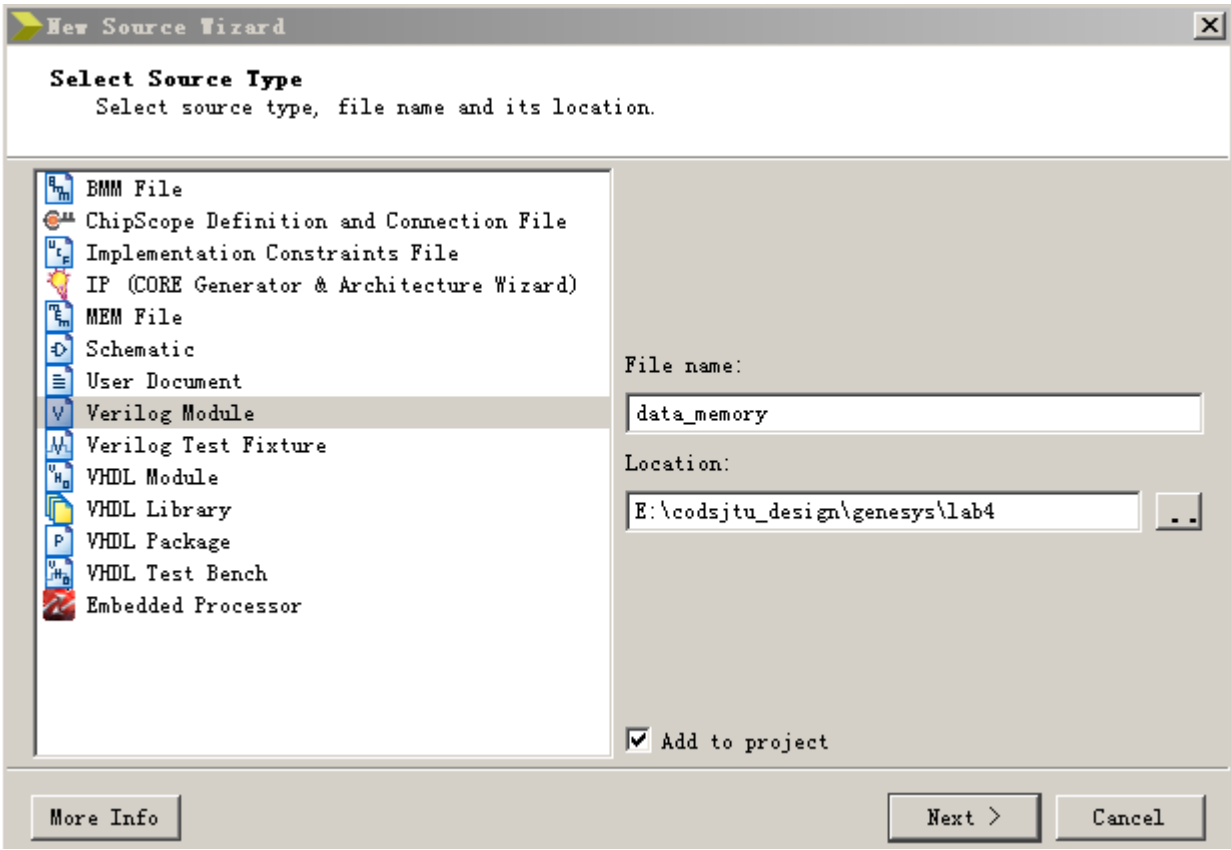 New Source Wizard
Select Source Type
Select source type, file name and its location.
BMM File
ChipScope Definition and Connection File
Implementation Constraints File
IP (CORE Generator & Architecture Wizard)
MEM File
Schematic
User Document
Verilog Module
Verilog Test Fixture
VHDL Module
VHDL Library
VHDL Package
VHDL Test Bench
Embedded Processor
File name:
data_memory
Location:
E:\codsjtu_design\genesys\lab4
..
Add to project
More Info
Next >
Cancel